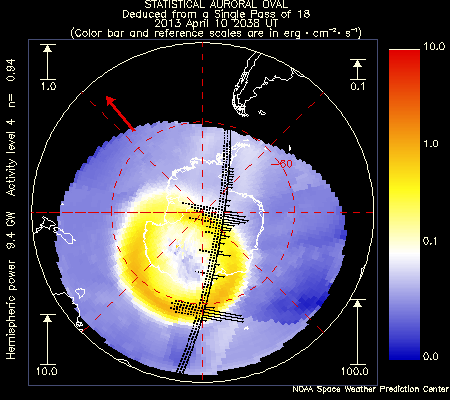 STATISTICAL AURORAL OVAL
Deduced from a Single Pass of 18
2013 April 10 2038 UT
(Color bar and reference scales are in erg·cm⁻²·s⁻¹)
1.0
0.1
10.0
100.0
-60
Hemispheric power 9.4 GW Activity level 4 n= 0.94
10.0
1.0
0.1
0.0
NOAA Space Weather Prediction Center